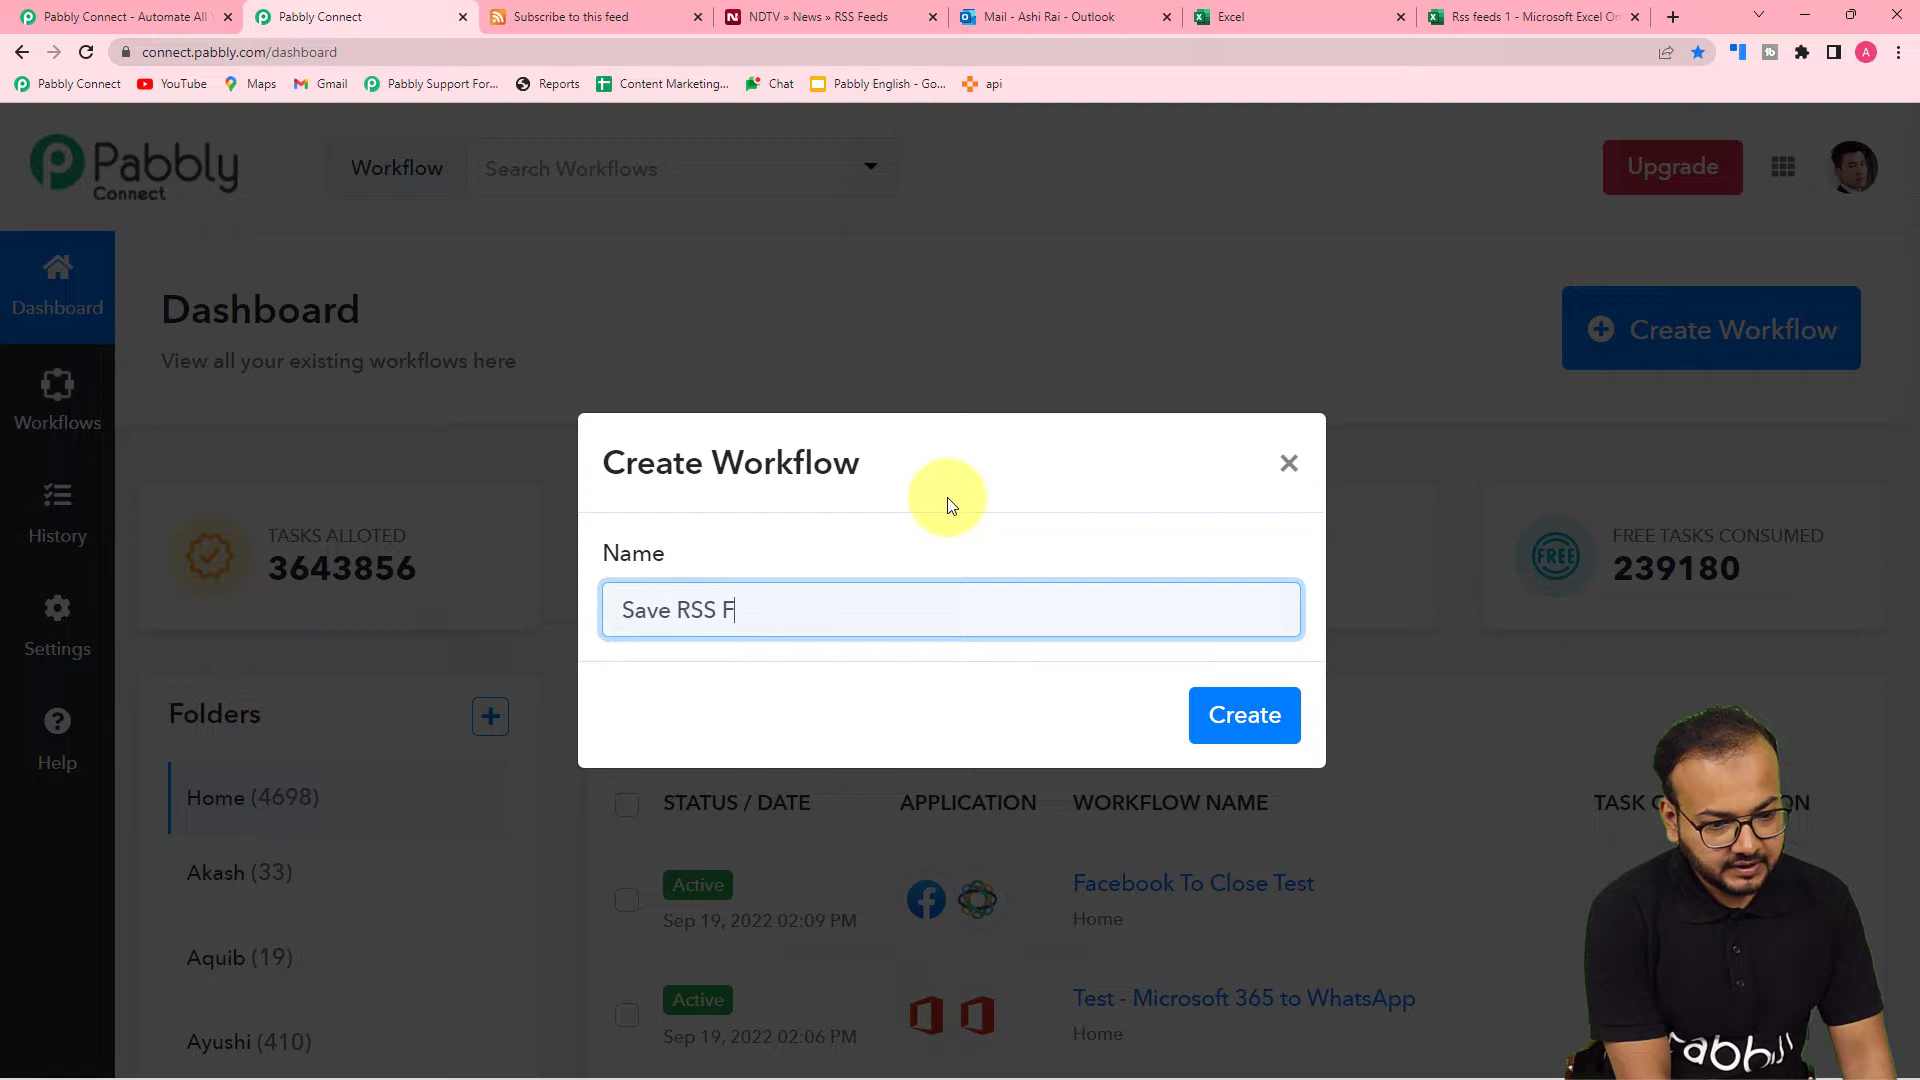 Pabbly Connect - Automate All Y
Pabbly Connect
Subscribe to this feed
NDTV » News » RSS Feeds
Mail - Ashi Rai - Outlook
Excel
Rss feeds 1 - Microsoft Excel On
connect.pabbly.com/dashboard
A
Pabbly Connect
YouTube
Maps
Gmail
Pabbly Support For...
Reports
Content Marketing...
Chat
Pabbly English - Go...
api
Pabbly
Connect
Workflow
Search Workflows
Upgrade
Dashboard
Workflows
History
Settings
Help
Dashboard
View all your existing workflows here
Create Workflow
TASKS ALLOTED
3643856
FREE
FREE TASKS CONSUMED
239180
Create Workflow
Name
Save RSS F
Create
Folders
Home (4698)
Akash (33)
Aquib (19)
Ayushi (410)
STATUS / DATE
APPLICATION
WORKFLOW NAME
Active
Sep 19, 2022 02:09 PM
Facebook To Close Test
Home
Active
Sep 19, 2022 02:06 PM
Test - Microsoft 365 to WhatsApp
Home